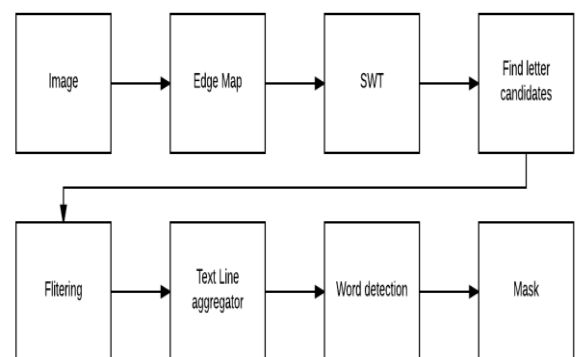 Image
Edge Map
SWT
Find letter
candidates
Flitering
Text Line
aggregator
Word detection
Mask